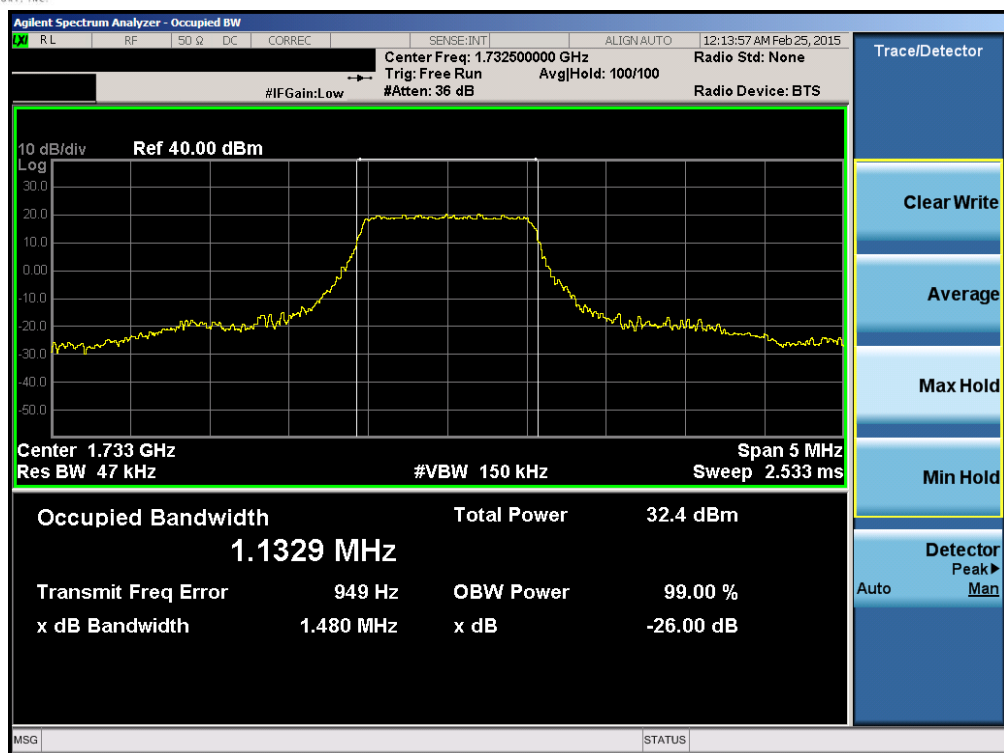 Agilent Spectrum Analyzer - Occupied BW
LXI RL RF 50 Ω DC CORREC SENSE:INT ALIGN AUTO 12:13:57 AM Feb 25, 2015
Center Freq: 1.732500000 GHz Radio Std: None
Trig: Free Run Avg|Hold: 100/100
#IFGain:Low #Atten: 36 dB Radio Device: BTS
10 dB/div Ref 40.00 dBm
Log
30.0
20.0
10.0
0.00
-10.0
-20.0
-30.0
-40.0
-50.0
Center 1.733 GHz Span 5 MHz
Res BW 47 kHz #VBW 150 kHz Sweep 2.533 ms
Occupied Bandwidth Total Power 32.4 dBm
1.1329 MHz
Transmit Freq Error 949 Hz OBW Power 99.00 %
x dB Bandwidth 1.480 MHz x dB -26.00 dB
MSG STATUS
Trace/Detector
Clear Write
Average
Max Hold
Min Hold
Detector
Peak▶
Auto Man